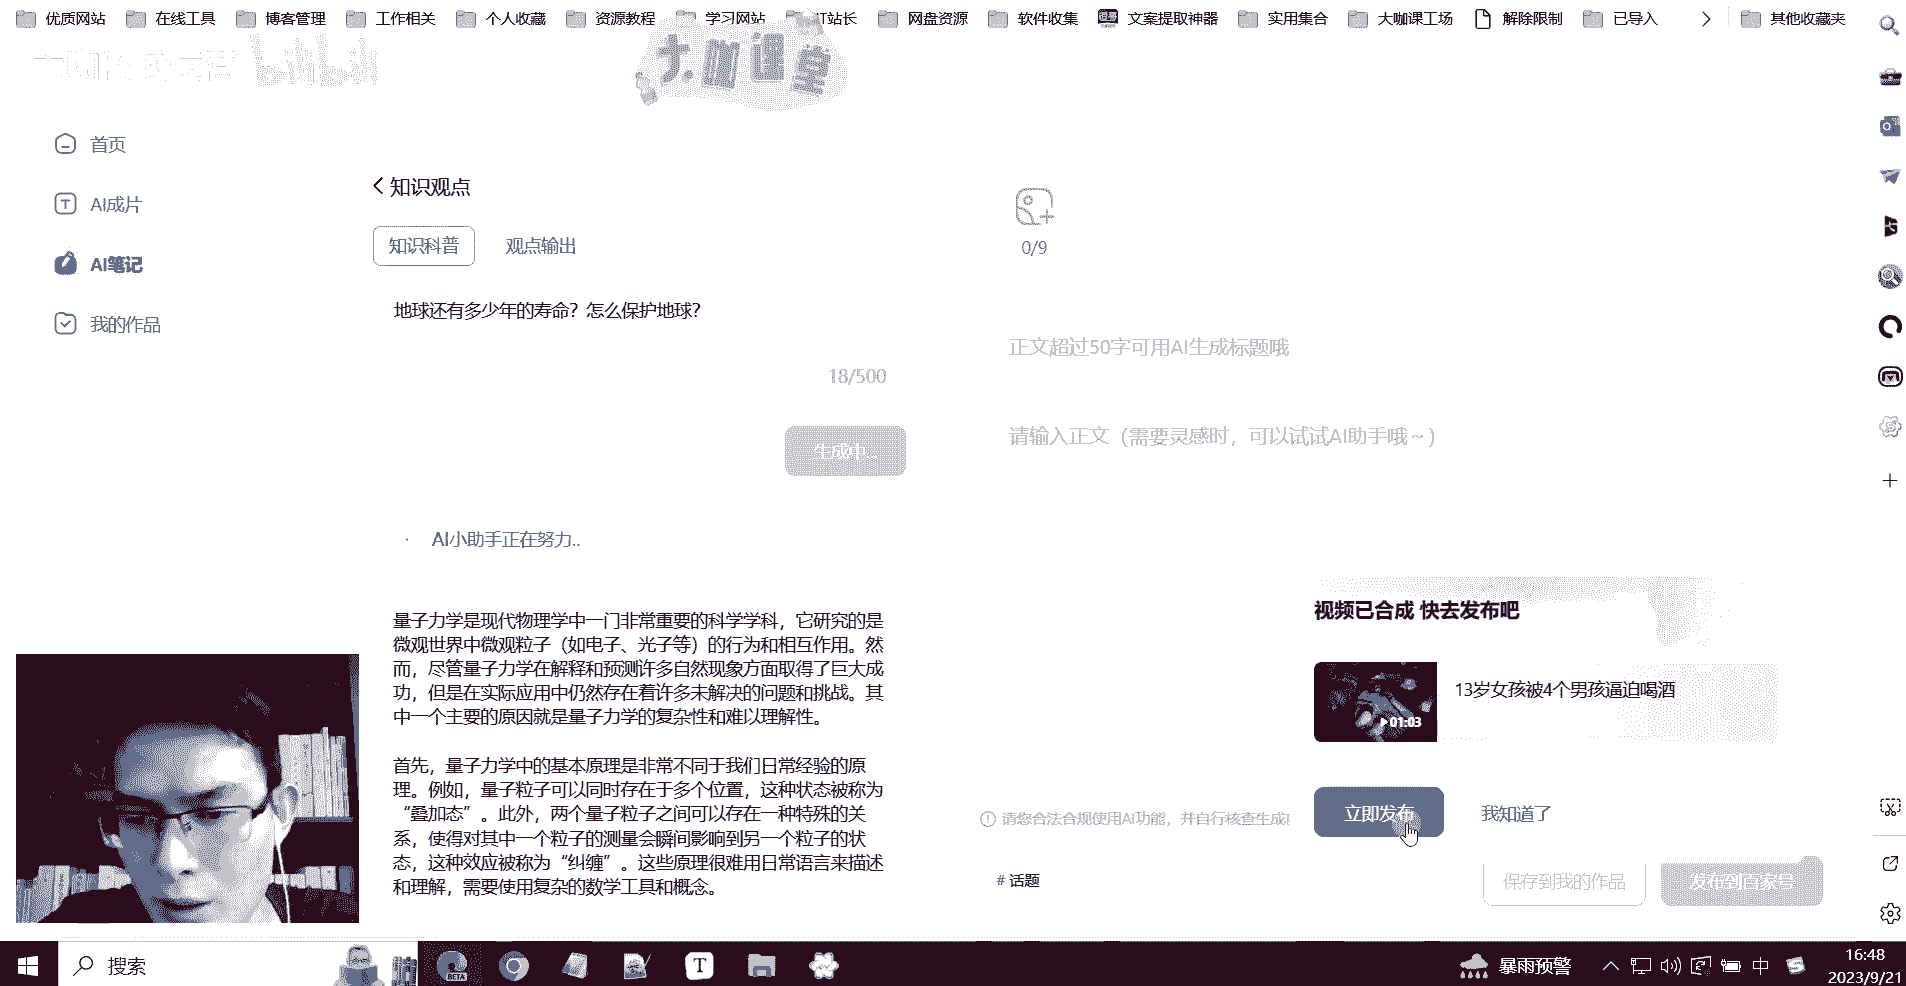 优质网站
在线工具
博客管理
工作相关
个人收藏
资源教程
学习网站
IT站长
网盘资源
软件收集
文案提取神器
实用集合
大咖课工场
解除限制
已导入
其他收藏夹
bilibili
大咖课堂
首页
AI成片
AI笔记
我的作品
知识观点
知识科普
观点输出
地球还有多少年的寿命？怎么保护地球？
18/500
生成中...
AI小助手正在努力..
量子力学是现代物理学中一门非常重要的科学学科，它研究的是
微观世界中微观粒子（如电子、光子等）的行为和相互作用。然
而，尽管量子力学在解释和预测许多自然现象方面取得了巨大成
功，但是在实际应用中仍然存在着许多未解决的问题和挑战。其
中一个主要的原因就是量子力学的复杂性和难以理解性。
首先，量子力学中的基本原理是非常不同于我们日常经验的原
理。例如，量子粒子可以同时存在于多个位置，这种状态被称为
“叠加态”。此外，两个量子粒子之间可以存在一种特殊的关
系，使得对其中一个粒子的测量会瞬间影响到另一个粒子的状
态，这种效应被称为“纠缠”。这些原理很难用日常语言来描述
和理解，需要使用复杂的数学工具和概念。
0/9
正文超过50字可用AI生成标题哦
请输入正文（需要灵感时，可以试试AI助手哦～）
请您合法合规使用AI功能，并自行核查生成
# 话题
视频已合成 快去发布吧
01:03
13岁女孩被4个男孩逼迫喝酒
立即发布
我知道了
保存到我的作品
发布到百家号
搜索
BETA
T
暴雨预警
中
16:48
2023/9/21